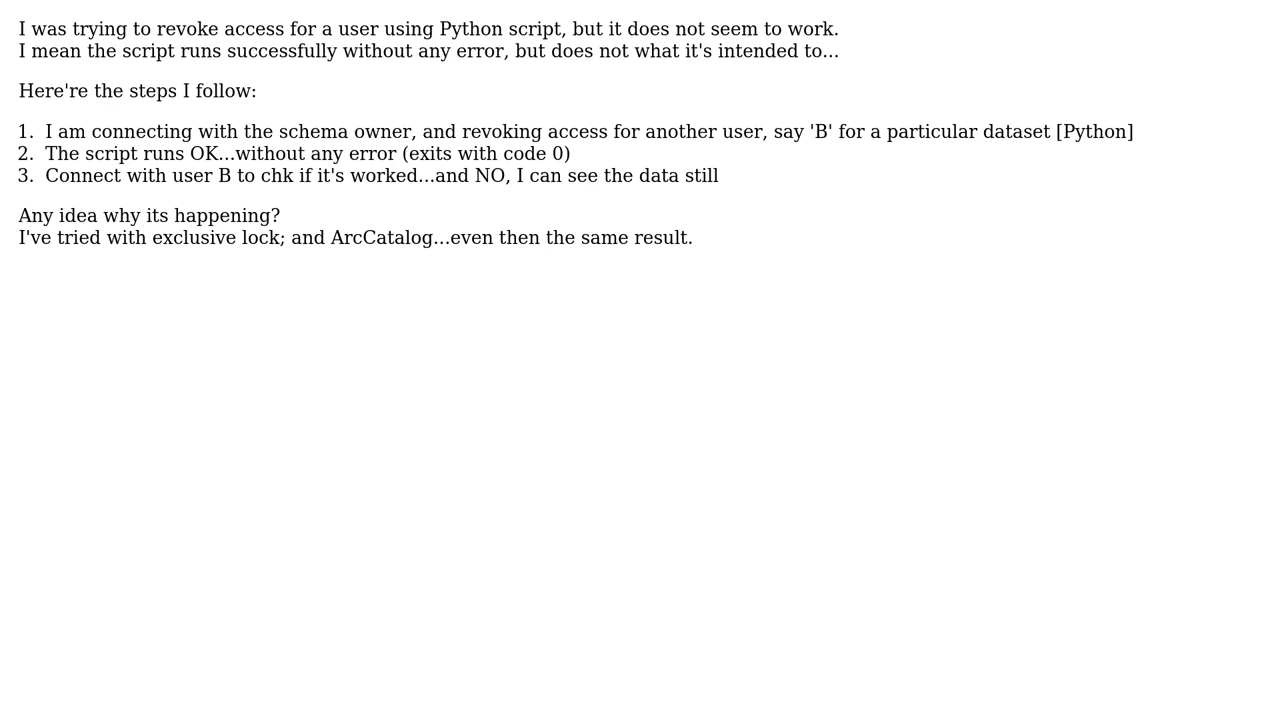 I was trying to revoke access for a user using Python script, but it does not seem to work.
I mean the script runs successfully without any error, but does not what it's intended to...
Here're the steps I follow:
1. I am connecting with the schema owner, and revoking access for another user, say 'B' for a particular dataset [Python]
2. The script runs OK...without any error (exits with code 0)
3. Connect with user B to chk if it's worked...and NO, I can see the data still
Any idea why its happening?
I've tried with exclusive lock; and ArcCatalog...even then the same result.